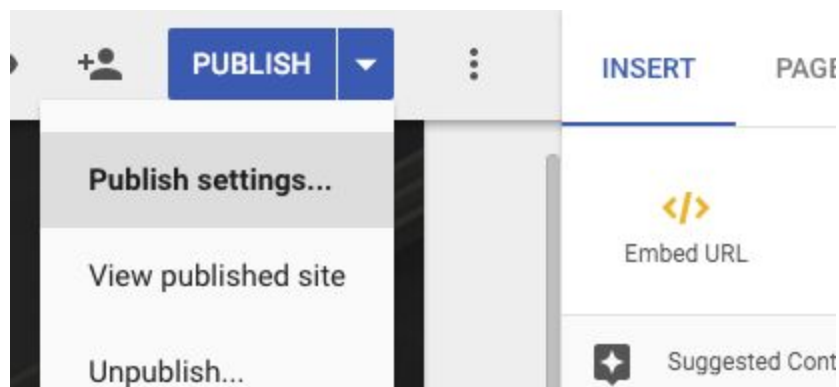 PUBLISH
INSERT
PAGE
Publish settings...
View published site
Unpublish...
Embed URL
Suggested Cont